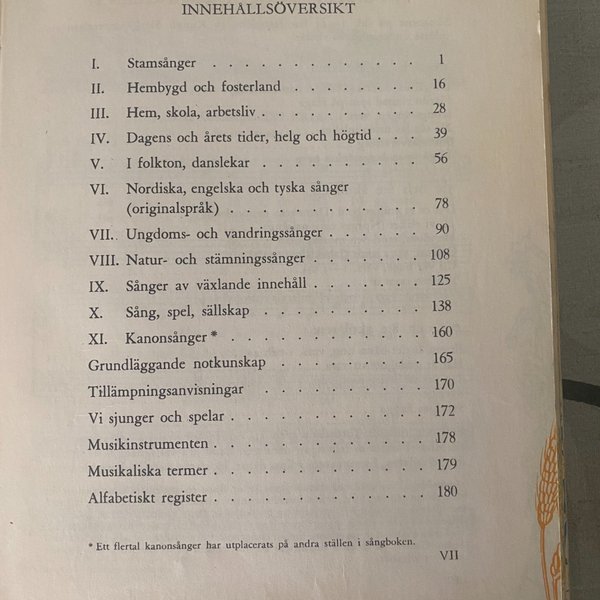 INNEHÅLLSÖVERSIKT
I. Stamsånger . . . . . . . . . . . . 1
II. Hembygd och fosterland . . . . . . . 16
III. Hem, skola, arbetsliv . . . . . . . . . 28
IV. Dagens och årets tider, helg och högtid . . . 39
V. I folkton, danslekar . . . . . . . . . 56
VI. Nordiska, engelska och tyska sånger
(originalspråk) . . . . . . . . . . . 78
VII. Ungdoms- och vandringssånger . . . . . 90
VIII. Natur- och stämningssånger . . . . . . 108
IX. Sånger av växlande innehåll . . . . . . 125
X. Sång, spel, sällskap . . . . . . . . . 138
XI. Kanonsånger * . . . . . . . . . . . 160
Grundläggande notkunskap . . . . . . . . 165
Tillämpningsanvisningar . . . . . . . . 170
Vi sjunger och spelar . . . . . . . . . . 172
Musikinstrumenten . . . . . . . . . . . 178
Musikaliska termer . . . . . . . . . . . 179
Alfabetiskt register . . . . . . . . . . . 180
* Ett flertal kanonsånger har utplacerats på andra ställen i sångboken.
VII